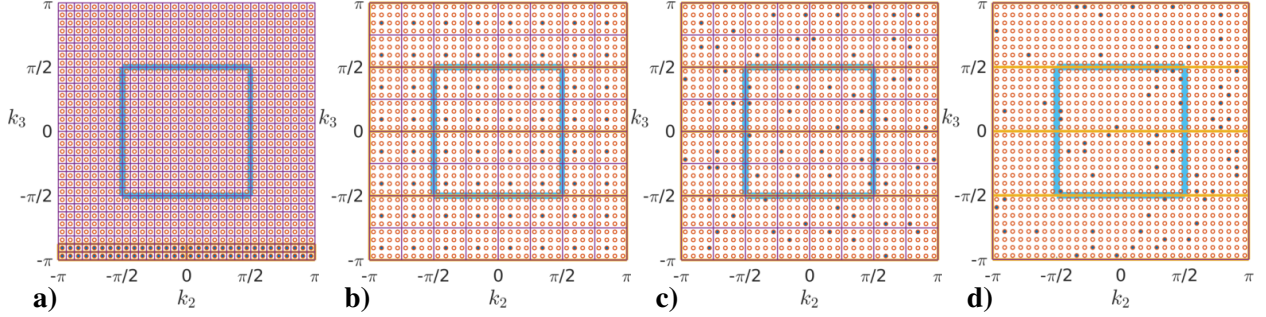 π π π π
π/2 π/2 π/2 π/2
k3 0 k3 0 k3 0 k3 0
-π/2 -π/2 -π/2 -π/2
-π -π -π -π
-π -π/2 0 π/2 π -π -π/2 0 π/2 π -π -π/2 0 π/2 π -π -π/2 0 π/2 π
a) k2 b) k2 c) k2 d) k2